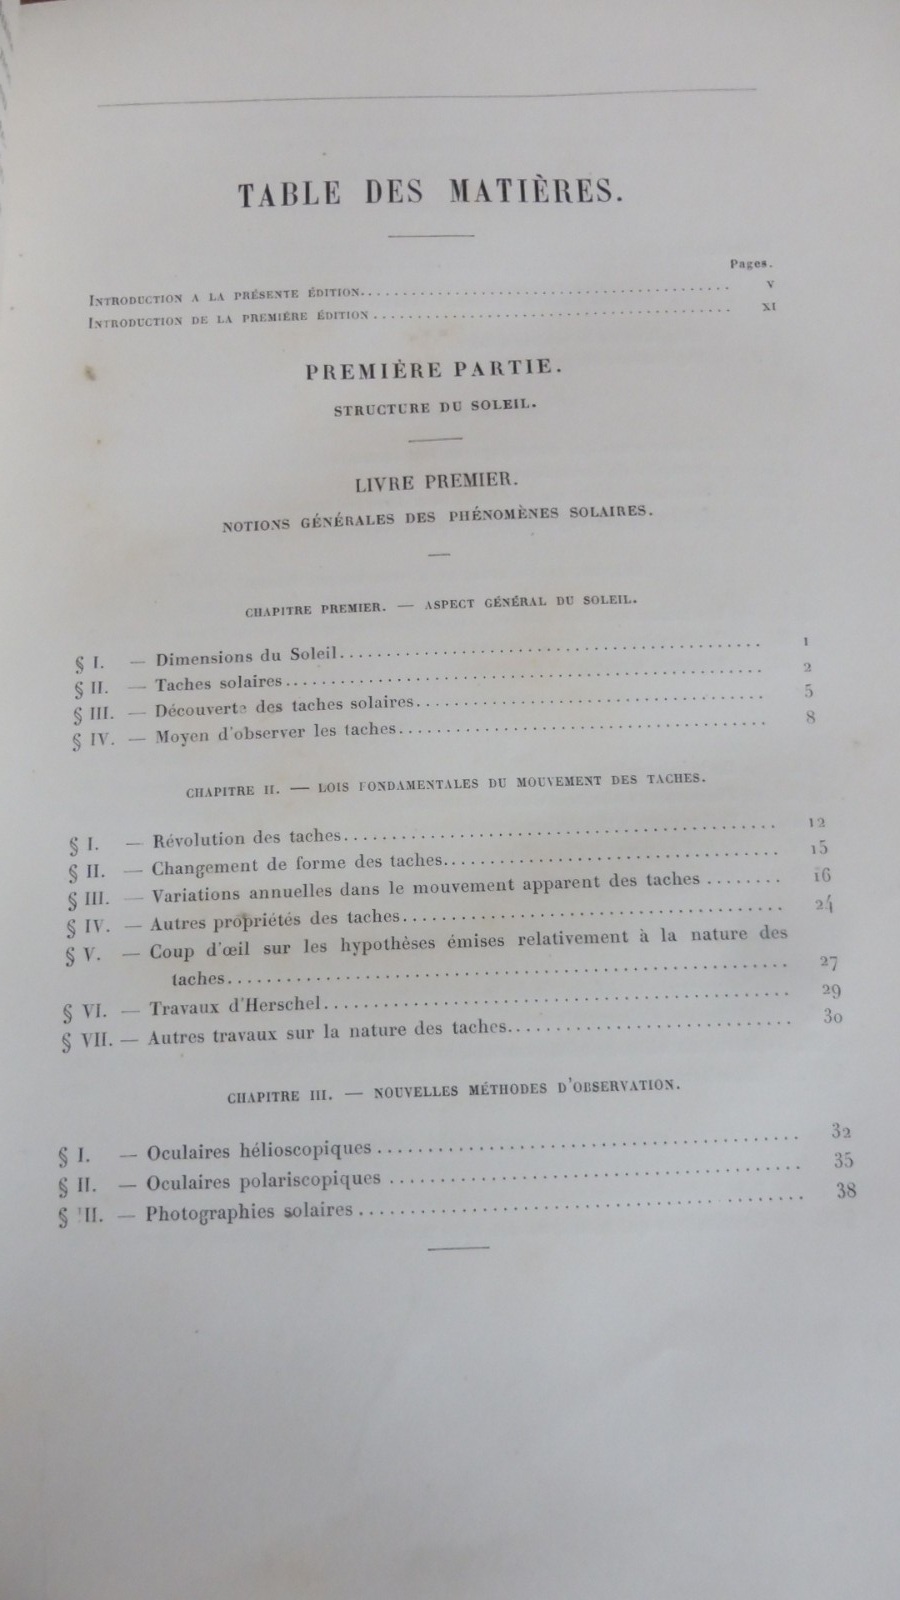 TABLE DES MATIÈRES.
Pages.
INTRODUCTION A LA PRÉSENTE ÉDITION.......... V
INTRODUCTION DE LA PREMIÈRE ÉDITION.......... XI
PREMIÈRE PARTIE.
STRUCTURE DU SOLEIL.
LIVRE PREMIER.
NOTIONS GÉNÉRALES DES PHÉNOMÈNES SOLAIRES.
CHAPITRE PREMIER. — ASPECT GÉNÉRAL DU SOLEIL.
§ I. — Dimensions du Soleil.......... 1
§ II. — Taches solaires.......... 2
§ III. — Découverte des taches solaires.......... 5
§ IV. — Moyen d'observer les taches.......... 8
CHAPITRE II. — LOIS FONDAMENTALES DU MOUVEMENT DES TACHES.
§ I. — Révolution des taches.......... 12
§ II. — Changement de forme des taches.......... 15
§ III. — Variations annuelles dans le mouvement apparent des taches ........ 16
§ IV. — Autres propriétés des taches.......... 24
§ V. — Coup d'œil sur les hypothèses émises relativement à la nature des
taches.......... 27
§ VI. — Travaux d'Herschel.......... 29
§ VII. — Autres travaux sur la nature des taches.......... 30
CHAPITRE III. — NOUVELLES MÉTHODES D'OBSERVATION.
§ I. — Oculaires hélioscopiques.......... 32
§ II. — Oculaires polariscopiques.......... 35
§ III. — Photographies solaires.......... 38